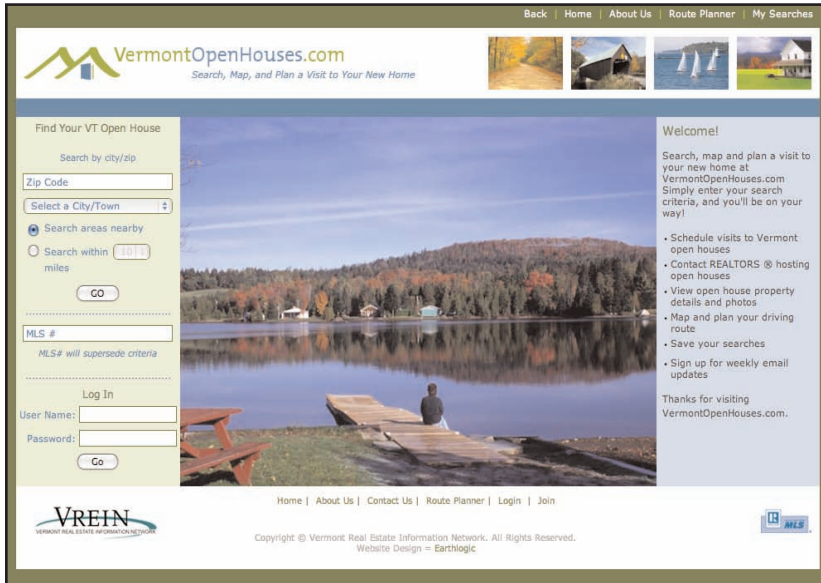 Back | Home | About Us | Route Planner | My Searches
VermontOpenHouses.com
Search, Map, and Plan a Visit to Your New Home
Find Your VT Open House
Search by city/zip
Zip Code
Select a City/Town
Search areas nearby
Search within 10
miles
GO
MLS #
MLS# will supersede criteria
Log In
User Name:
Password:
Go
Welcome!
Search, map and plan a visit to
your new home at
VermontOpenHouses.com
Simply enter your search
criteria, and you'll be on your
way!
• Schedule visits to Vermont
open houses
• Contact REALTORS ® hosting
open houses
• View open house property
details and photos
• Map and plan your driving
route
• Save your searches
• Sign up for weekly email
updates
Thanks for visiting
VermontOpenHouses.com.
Home | About Us | Contact Us | Route Planner | Login | Join
VREIN
VERMONT REAL ESTATE INFORMATION NETWORK
Copyright © Vermont Real Estate Information Network. All Rights Reserved.
Website Design = Earthlogic
R MLS